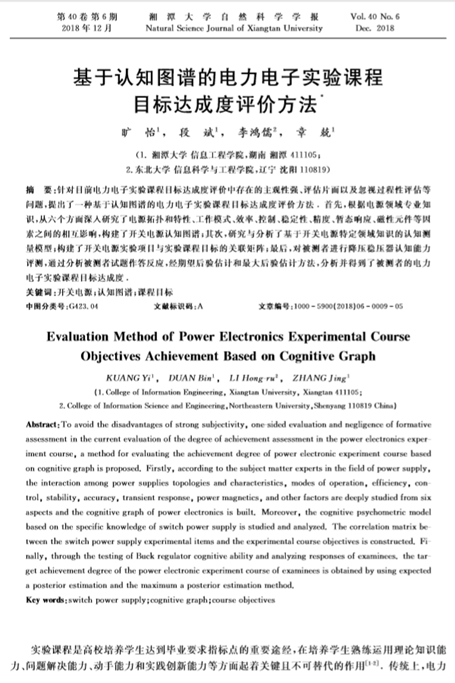 第40卷第6期 湘潭大学自然科学学报 Vol. 40 No. 6
2018年12月 Natural Science Journal of Xiangtan University Dec. 2018
基于认知图谱的电力电子实验课程
目标达成度评价方法*
旷 怡¹, 段 斌¹, 李鸿儒², 章 兢¹
(1. 湘潭大学 信息工程学院,湖南 湘潭 411105;
2.东北大学 信息科学与工程学院,辽宁 沈阳 110819)
摘 要:针对目前电力电子实验课程目标达成度评价中存在的主观性强、评估片面以及忽视过程性评估等
问题,提出了一种基于认知图谱的电力电子实验课程目标达成度评价方法. 首先,根据电源领域专业知
识,从六个方面深入研究了电源拓扑和特性、工作模式、效率、控制、稳定性、精度、暂态响应、磁性元件等因
素之间的相互影响,构建了开关电源认知图谱;其次,研究与分析了基于开关电源特定领域知识的认知测
量模型;构建了开关电源实验项目与实验课程目标的关联矩阵;最后,对被测者进行降压稳压器认知能力
评测,通过分析被测者试题作答反应,经期望后验估计和最大后验估计方法,分析并得到了被测者的电力
电子实验课程目标达成度.
关键词:开关电源;认知图谱;课程目标
中图分类号:G423.04 文献标识码:A 文章编号:1000-5900(2018)06-0009-05
Evaluation Method of Power Electronics Experimental Course
Objectives Achievement Based on Cognitive Graph
KUANG Yi¹, DUAN Bin¹, LI Hong-ru², ZHANG Jing¹
(1. College of Information Engineering, Xiangtan University, Xiangtan 411105;
2. College of Information Science and Engineering, Northeastern University, Shenyang 110819 China)
Abstract: To avoid the disadvantages of strong subjectivity, one sided evaluation and negligence of formative
assessment in the current evaluation of the degree of achievement assessment in the power electronics exper-
iment course, a method for evaluating the achievement degree of power electronic experiment course based
on cognitive graph is proposed. Firstly, according to the subject matter experts in the field of power supply,
the interaction among power supplies topologies and characteristics, modes of operation, efficiency, con-
trol, stability, accuracy, transient response, power magnetics, and other factors are deeply studied from six
aspects and the cognitive graph of power electronics is built. Moreover, the cognitive psychometric model
based on the specific knowledge of switch power supply is studied and analyzed. The correlation matrix be-
tween the switch power supply experimental items and the experimental course objectives is constructed. Fi-
nally, through the testing of Buck regulator cognitive ability and analyzing responses of examinees, the tar-
get achievement degree of the power electronic experiment course of examinees is obtained by using expected
a posterior estimation and the maximum a posterior estimation method.
Key words: switch power supply; cognitive graph; course objectives
实验课程是高校培养学生达到毕业要求指标点的重要途经,在培养学生熟练运用理论知识能
力、问题解决能力、动手能力和实践创新能力等方面起着关键且不可替代的作用[1-2]. 传统上,电力